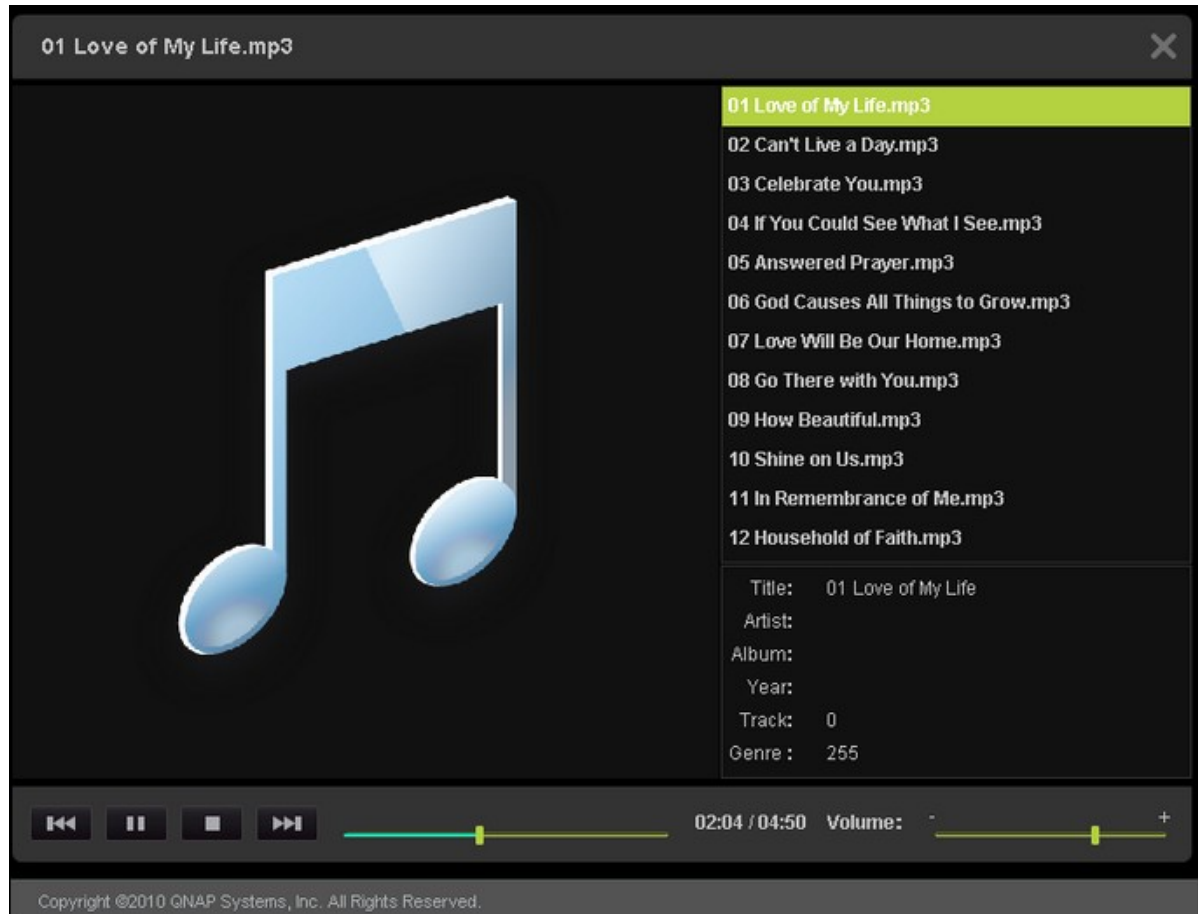 01 Love of My Life.mp3
01 Love of My Life.mp3
02 Can't Live a Day.mp3
03 Celebrate You.mp3
04 If You Could See What I See.mp3
05 Answered Prayer.mp3
06 God Causes All Things to Grow.mp3
07 Love Will Be Our Home.mp3
08 Go There with You.mp3
09 How Beautiful.mp3
10 Shine on Us.mp3
11 In Remembrance of Me.mp3
12 Household of Faith.mp3
Title: 01 Love of My Life
Artist:
Album:
Year:
Track: 0
Genre : 255
02:04 / 04:50 Volume: - +
Copyright ©2010 QNAP Systems, Inc. All Rights Reserved.